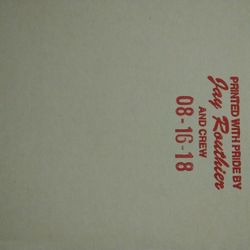 PRINTED WITH PRIDE BY
Jay Routhier
AND CREW
08-16-18